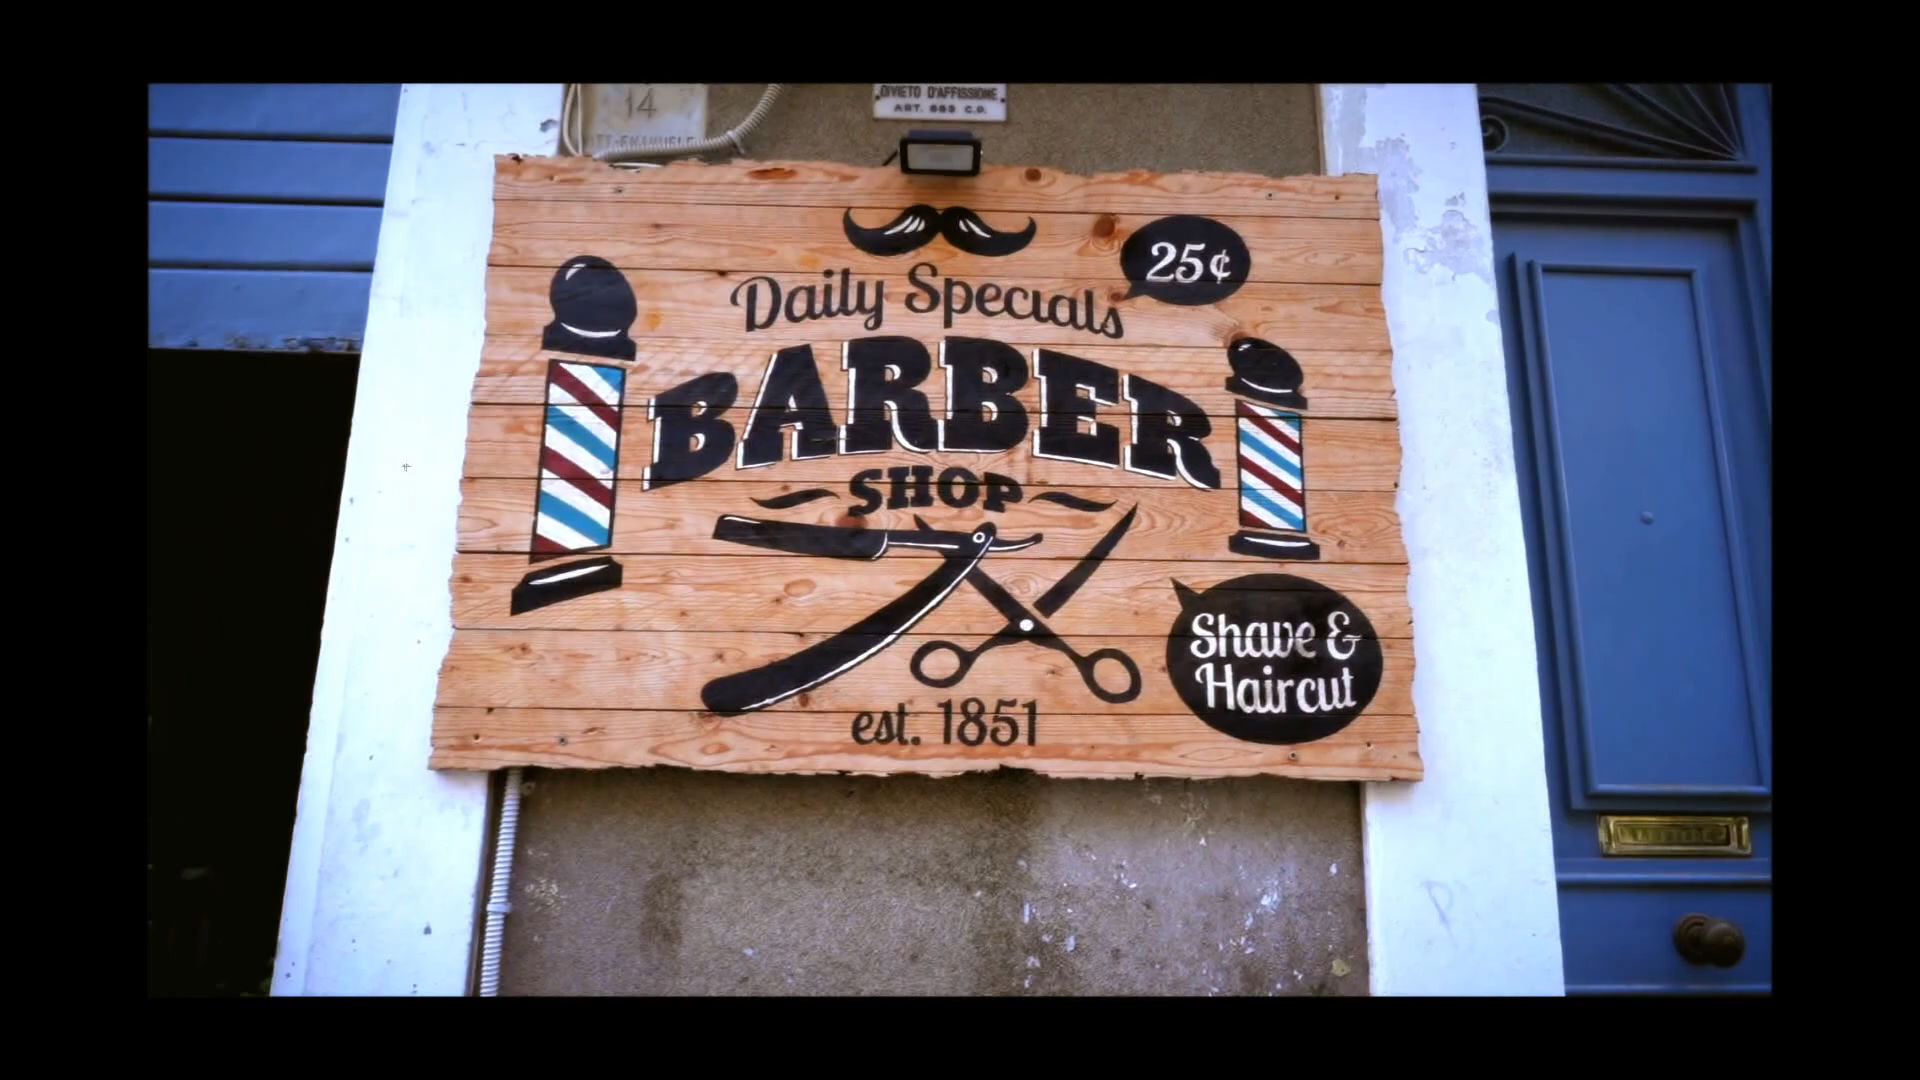 14
DIVIETO D'AFFISSIONE
ART. 663 C.P.
25¢
Daily Specials
BARBER
SHOP
Shave &
Haircut
est. 1851